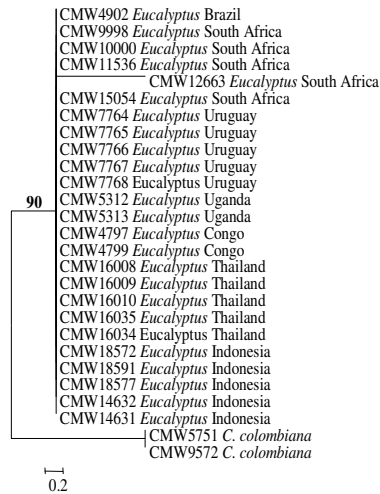 CMW4902 Eucalyptus Brazil
CMW9998 Eucalyptus South Africa
CMW10000 Eucalyptus South Africa
CMW11536 Eucalyptus South Africa
CMW12663 Eucalyptus South Africa
CMW15054 Eucalyptus South Africa
CMW7764 Eucalyptus Uruguay
CMW7765 Eucalyptus Uruguay
CMW7766 Eucalyptus Uruguay
CMW7767 Eucalyptus Uruguay
CMW7768 Eucalyptus Uruguay
CMW5312 Eucalyptus Uganda
90
CMW5313 Eucalyptus Uganda
CMW4797 Eucalyptus Congo
CMW4799 Eucalyptus Congo
CMW16008 Eucalyptus Thailand
CMW16009 Eucalyptus Thailand
CMW16010 Eucalyptus Thailand
CMW16035 Eucalyptus Thailand
CMW16034 Eucalyptus Thailand
CMW18572 Eucalyptus Indonesia
CMW18591 Eucalyptus Indonesia
CMW18577 Eucalyptus Indonesia
CMW14632 Eucalyptus Indonesia
CMW14631 Eucalyptus Indonesia
CMW5751 C. colombiana
CMW9572 C. colombiana
0.2